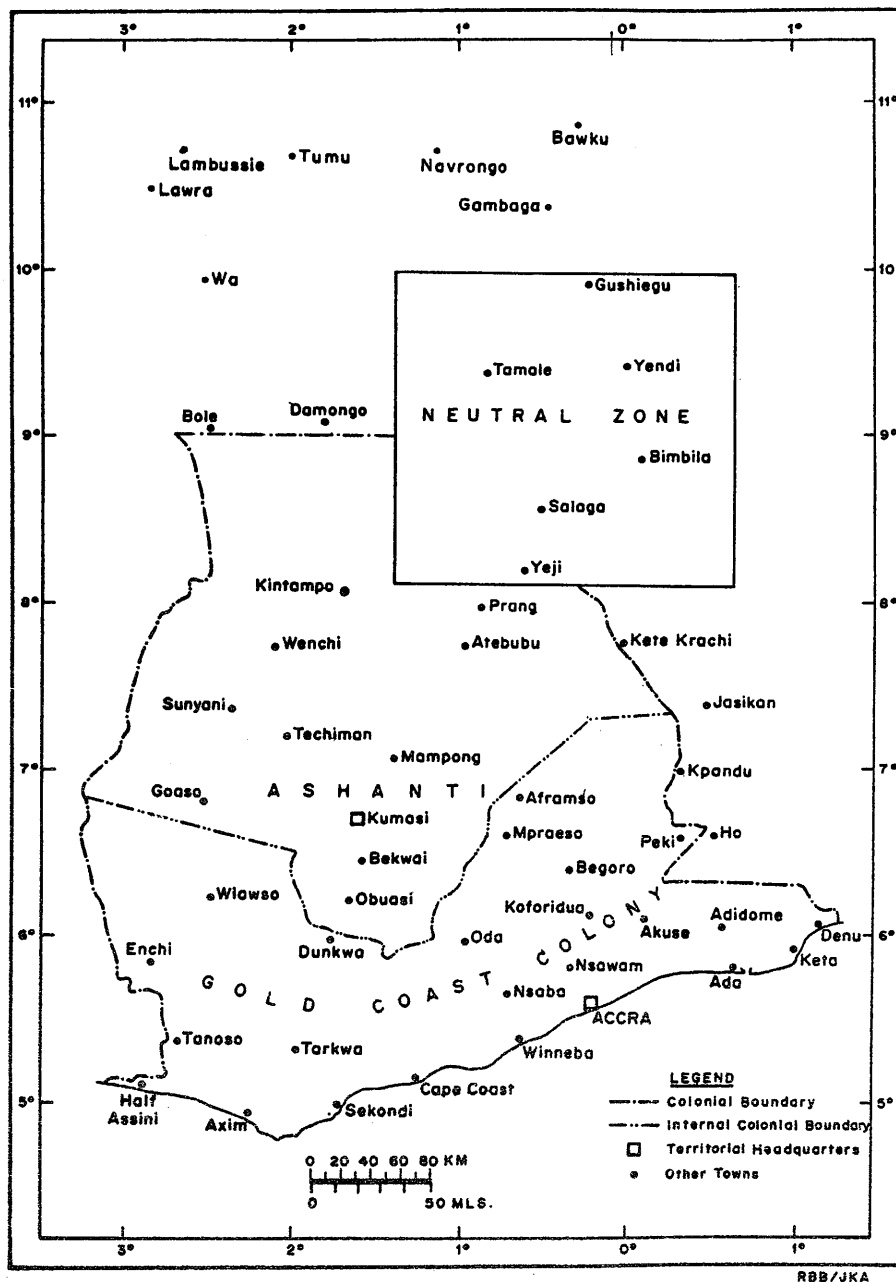 3° 2° 1° 0° 1°
11° 11°
Bawku
Lambussie
Tumu
Navrongo
Lawra
Gambaga
10° 10°
Wa
Gushiegu
Tamale
Yendi
NEUTRAL ZONE
Bole
Damongo
9° 9°
Bimbila
Salaga
Yeji
Kintampo
8° 8°
Prang
Wenchi
Atebubu
Kete Krachi
Sunyani
Jasikan
Techiman
Mampong
7° 7°
Kpandu
Goaso
ASHANTI
Aframso
Kumasi
Mpraeso
Peki
Ho
Bekwai
Begoro
Wiawso
Obuasi
Koforidua
Akuse
Adidome
Denu
6° 6°
Dunkwa
Oda
Enchi
Nsawam
Keta
Ada
GOLD COAST COLONY
Nsaba
ACCRA
Tanoso
Tarkwa
Winneba
Half
Assini
Axim
Sekondi
Cape Coast
5° 5°
LEGEND
Colonial Boundary
Internal Colonial Boundary
Territorial Headquarters
Other Towns
0 20 40 60 80 KM
0 50 MLS.
3° 2° 1° 0° 1°
RBB/JKA